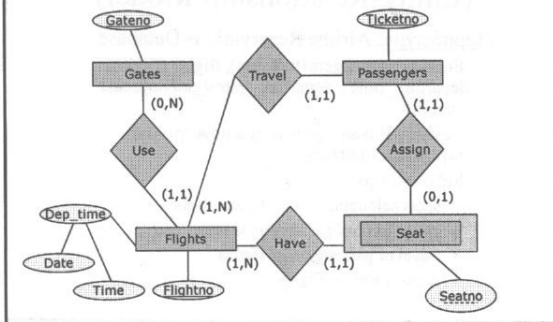 Gateno
Ticketno
Gates
Travel
Passengers
(1,1)
(0,N)
(1,1)
Use
Assign
(1,1)
(1,N)
(0,1)
Dep_time
Flights
Have
Seat
(1,N)
(1,1)
Date
Time
Flightno
Seatno